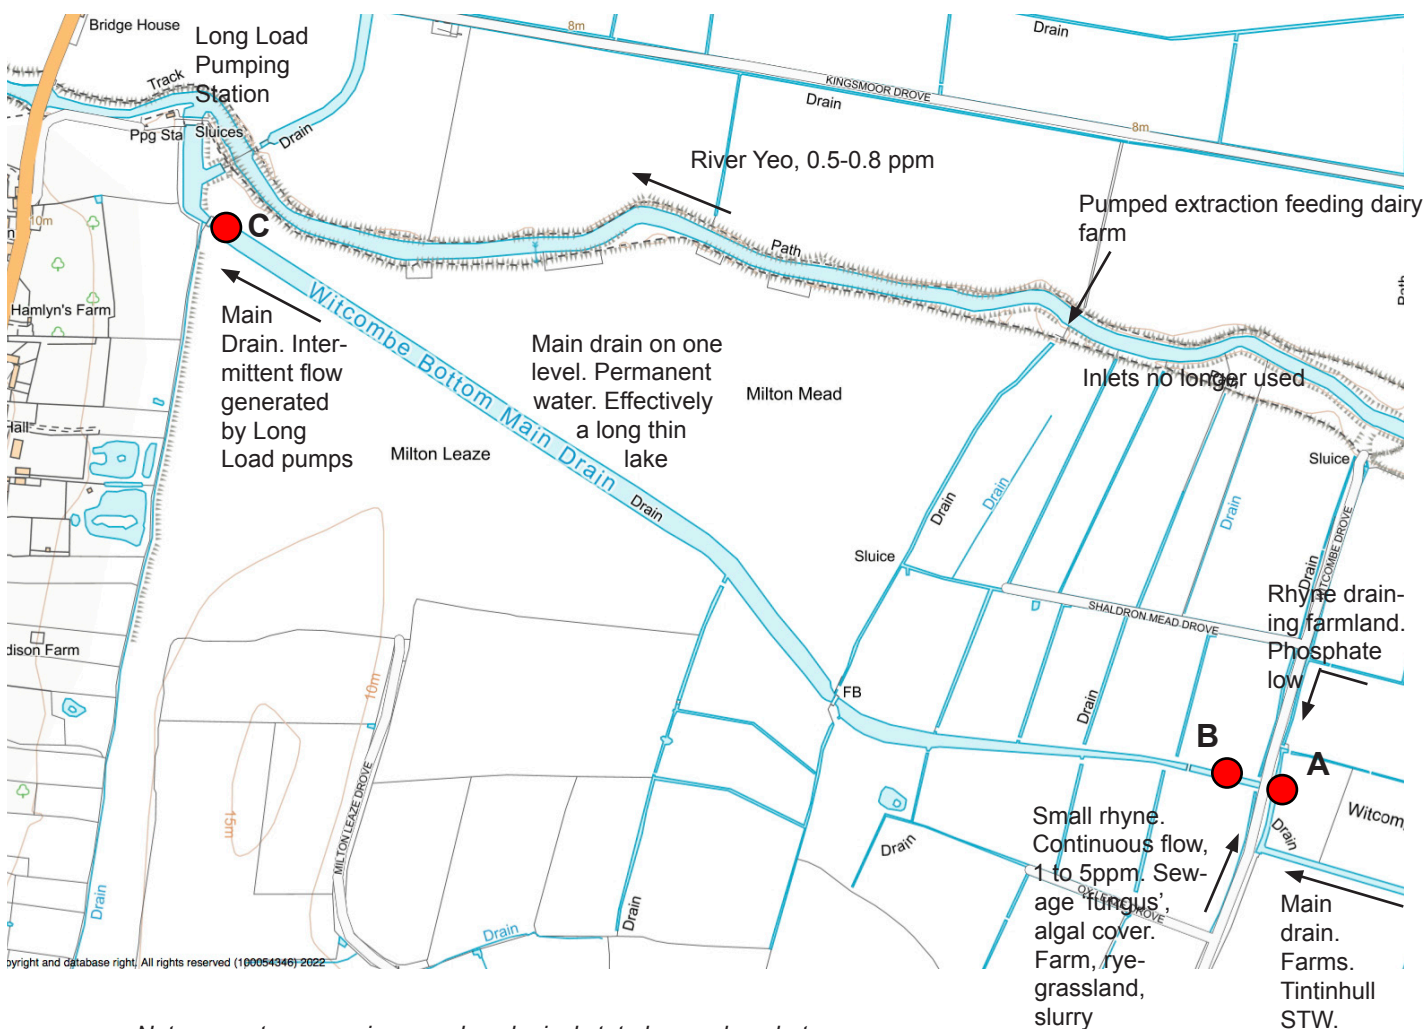 Bridge House
Long Load
Pumping
Station
Track
Ppg Sta
Sluices
Drain
8m
Drain
KINGSMOOR DROVE
Drain
8m
River Yeo, 0.5-0.8 ppm
Pumped extraction feeding dairy
farm
Path
Path
10m
C
Hamlyn's Farm
Main
Drain. Inter-
mittent flow
generated
by Long
Load pumps
Witcombe Bottom Main Drain
Main drain on one
level. Permanent
water. Effectively
a long thin
lake
Milton Mead
Inlets no longer used
Milton Leaze
Drain
Sluice
Drain
Drain
Drain
Sluice
Drain
WITCOMBE DROVE
Hall
SHALDRON MEAD DROVE
Rhyne drain-
ing farmland.
Phosphate
low
dison Farm
10m
FB
Drain
B
A
15m
MILTON LEAZE DROVE
Drain
Small rhyne.
Continuous flow,
1 to 5ppm. Sew-
age 'fungus',
algal cover.
Farm, rye-
grassland,
slurry
OX LEAZE DROVE
Drain
Witcom
Main
drain.
Farms.
Tintinhull
STW.
Drain
Drain
Drain
pyright and database right. All rights reserved (100054346) 2022